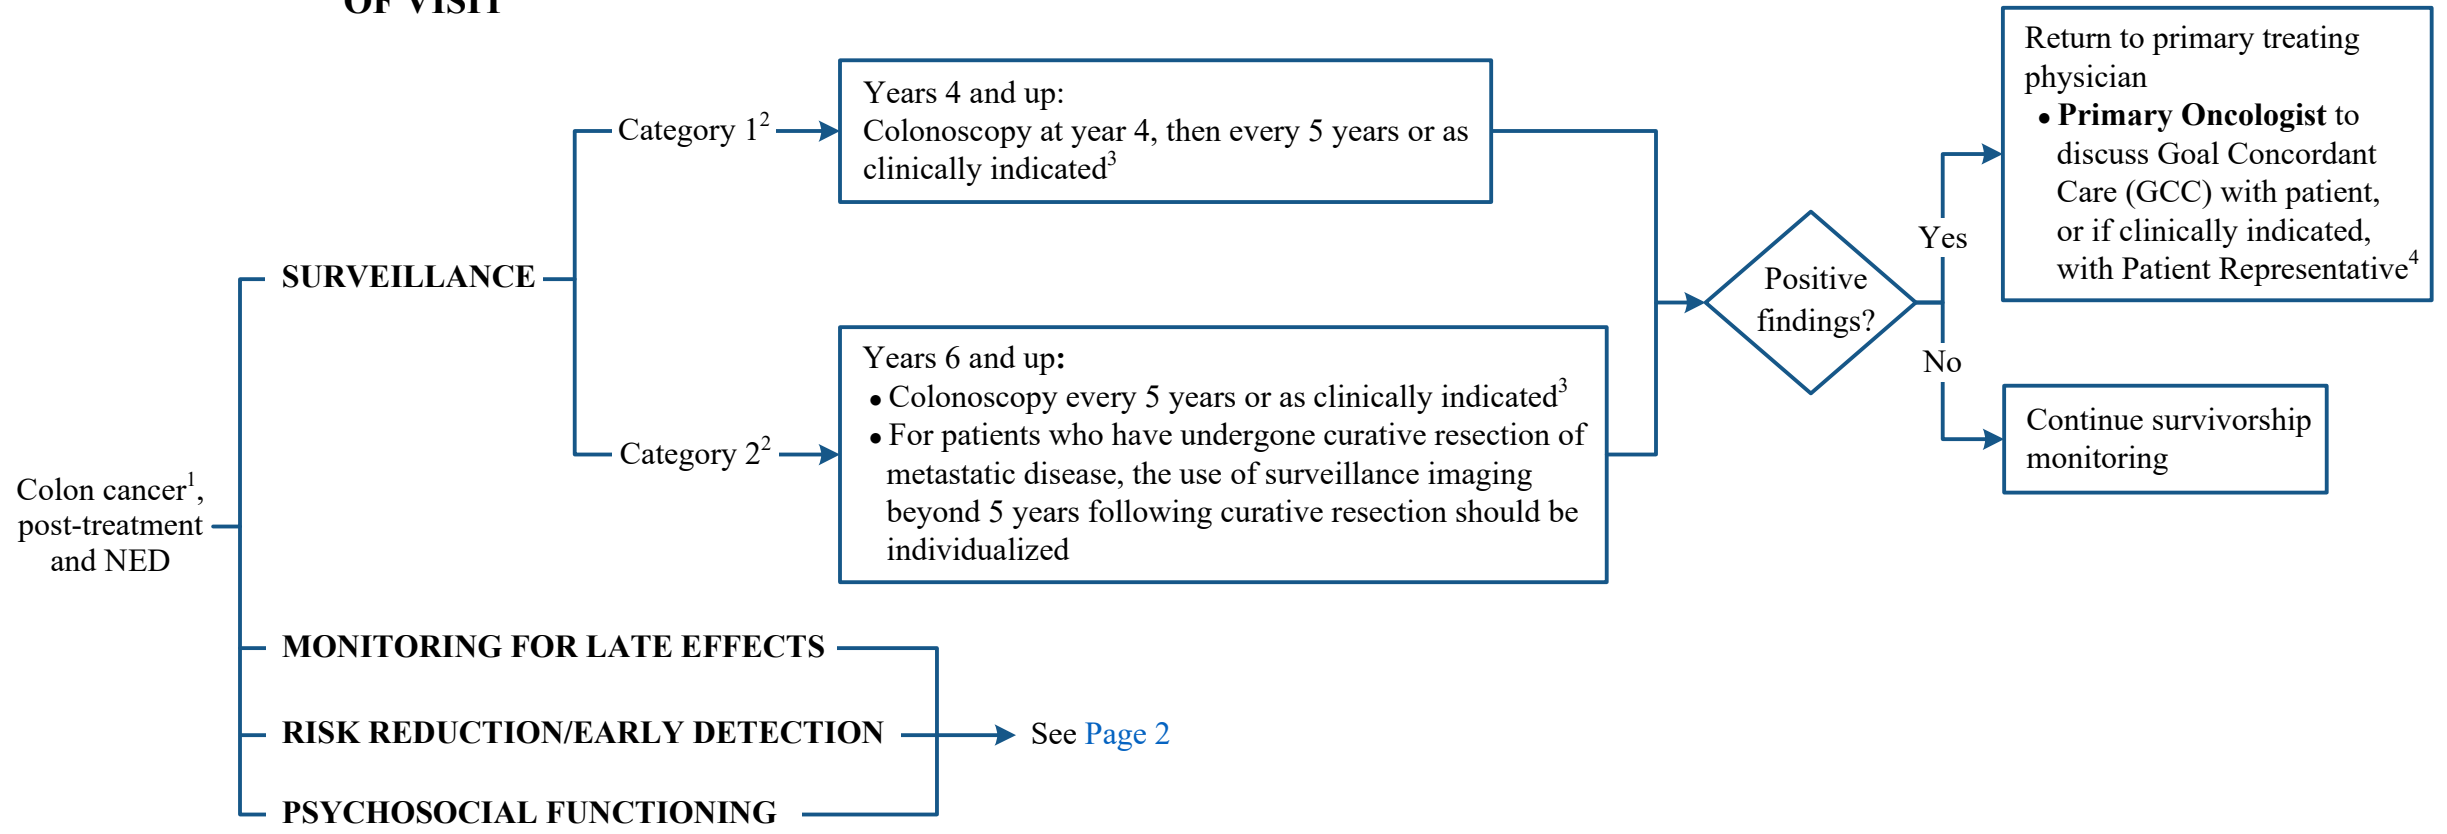 OF VISIT
Colon cancer¹,
post-treatment
and NED
SURVEILLANCE
Category 1²
Years 4 and up:
Colonoscopy at year 4, then every 5 years or as
clinically indicated³
Category 2²
Years 6 and up:
• Colonoscopy every 5 years or as clinically indicated³
• For patients who have undergone curative resection of
metastatic disease, the use of surveillance imaging
beyond 5 years following curative resection should be
individualized
Positive
findings?
Yes
Return to primary treating
physician
• Primary Oncologist to
discuss Goal Concordant
Care (GCC) with patient,
or if clinically indicated,
with Patient Representative⁴
No
Continue survivorship
monitoring
MONITORING FOR LATE EFFECTS
RISK REDUCTION/EARLY DETECTION
PSYCHOSOCIAL FUNCTIONING
See Page 2